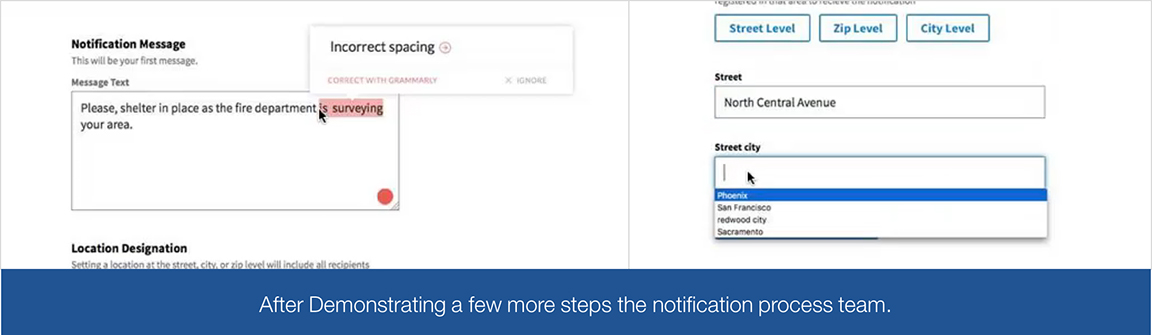 Notification Message
This will be your first message.
Message Text
Please, shelter in place as the fire department is surveying
your area.
Incorrect spacing
CORRECT WITH GRAMMARLY
IGNORE
Location Designation
Setting a location at the street, city, or zip level will include all recipients
registered in that area to recieve the notification
Street Level
Zip Level
City Level
Street
North Central Avenue
Street city
Phoenix
San Francisco
redwood city
Sacramento
After Demonstrating a few more steps the notification process team.